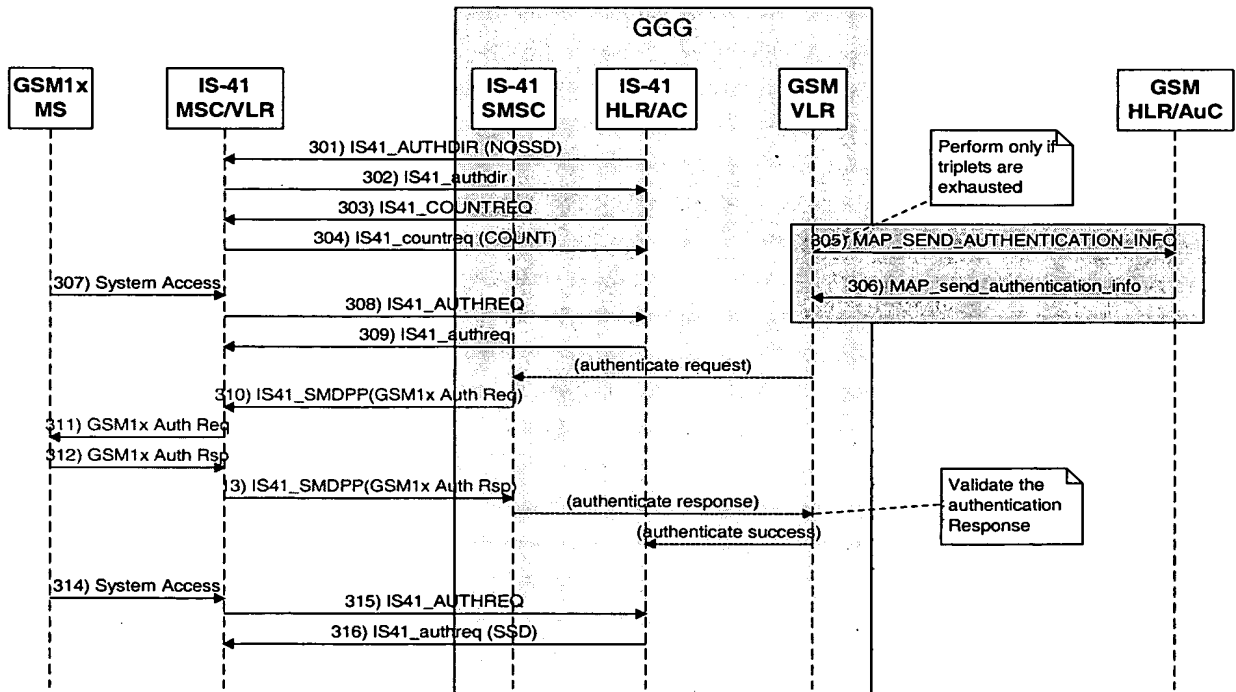 GGG
GSM1x
MS
IS-41
MSC/VLR
IS-41
SMSC
IS-41
HLR/AC
GSM
VLR
GSM
HLR/AuC
301) IS41_AUTHDIR (NOSSD)
Perform only if
triplets are
exhausted
302) IS41_authdir
303) IS41_COUNTREQ
304) IS41_countreq (COUNT)
305) MAP_SEND_AUTHENTICATION_INFO
307) System Access
306) MAP_send_authentication_info
308) IS41_AUTHREQ
309) IS41_authreq
(authenticate request)
310) IS41_SMDPP(GSM1x Auth Req)
311) GSM1x Auth Req
312) GSM1x Auth Rsp
3) IS41_SMDPP(GSM1x Auth Rsp)
(authenticate response)
Validate the
authentication
Response
(authenticate success)
314) System Access
315) IS41_AUTHREQ
316) IS41_authreq (SSD)